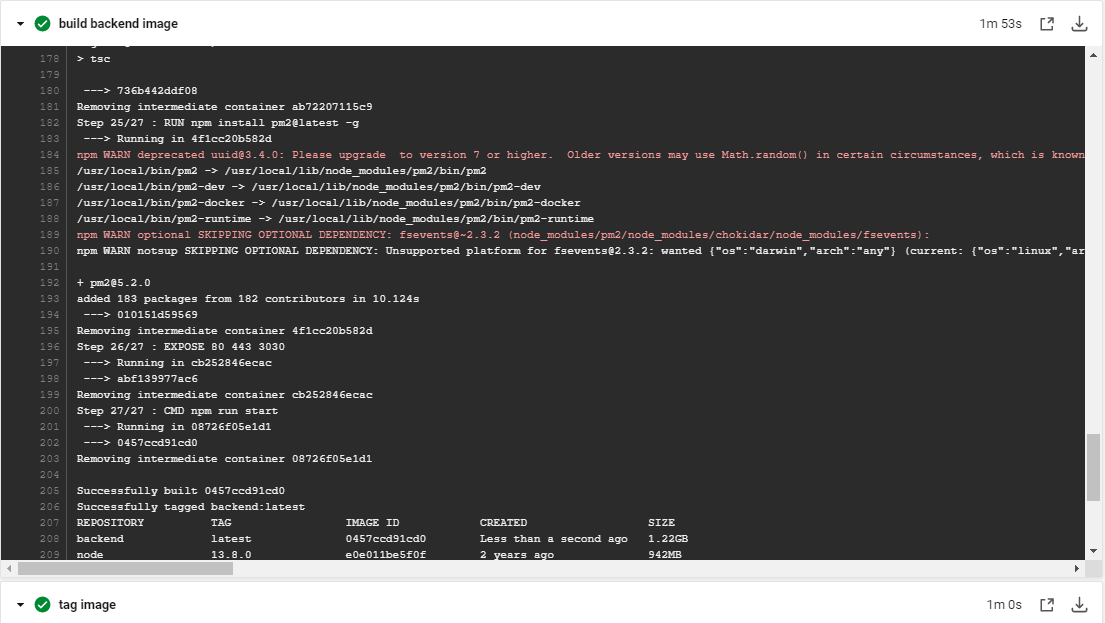 build backend image 1m 53s
178 > tsc
179
180 ---> 736b442ddf08
181 Removing intermediate container ab72207115c9
182 Step 25/27 : RUN npm install pm2@latest -g
183 ---> Running in 4f1cc20b582d
184 npm WARN deprecated uuid@3.4.0: Please upgrade  to version 7 or higher.  Older versions may use Math.random() in certain circumstances, which is known
185 /usr/local/bin/pm2 -> /usr/local/lib/node_modules/pm2/bin/pm2
186 /usr/local/bin/pm2-dev -> /usr/local/lib/node_modules/pm2/bin/pm2-dev
187 /usr/local/bin/pm2-docker -> /usr/local/lib/node_modules/pm2/bin/pm2-docker
188 /usr/local/bin/pm2-runtime -> /usr/local/lib/node_modules/pm2/bin/pm2-runtime
189 npm WARN optional SKIPPING OPTIONAL DEPENDENCY: fsevents@~2.3.2 (node_modules/pm2/node_modules/chokidar/node_modules/fsevents):
190 npm WARN notsup SKIPPING OPTIONAL DEPENDENCY: Unsupported platform for fsevents@2.3.2: wanted {"os":"darwin","arch":"any"} (current: {"os":"linux","ar
191
192 + pm2@5.2.0
193 added 183 packages from 182 contributors in 10.124s
194 ---> 010151d59569
195 Removing intermediate container 4f1cc20b582d
196 Step 26/27 : EXPOSE 80 443 3030
197 ---> Running in cb252846ecac
198 ---> abf139977ac6
199 Removing intermediate container cb252846ecac
200 Step 27/27 : CMD npm run start
201 ---> Running in 08726f05e1d1
202 ---> 0457ccd91cd0
203 Removing intermediate container 08726f05e1d1
204
205 Successfully built 0457ccd91cd0
206 Successfully tagged backend:latest
207 REPOSITORY TAG IMAGE ID CREATED SIZE
208 backend latest 0457ccd91cd0 Less than a second ago 1.22GB
209 node 13.8.0 e0e011be5f0f 2 years ago 942MB
tag image 1m 0s